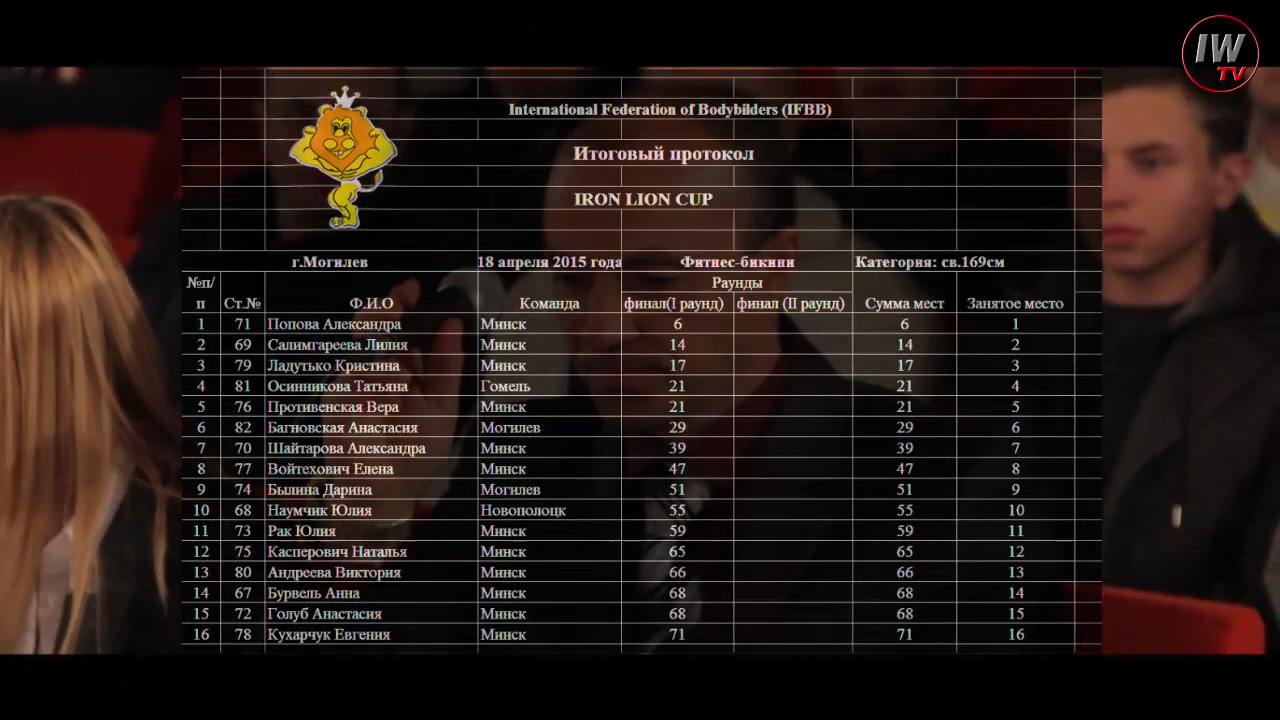 IW
TV
International Federation of Bodybilders (IFBB)
Итоговый протокол
IRON LION CUP
г.Могилев 18 апреля 2015 года Фитнес-бикини Категория: св.169см
№п/п Ст.№ Ф.И.О Команда Раунды финал(I раунд) финал (II раунд) Сумма мест Занятое место
1 71 Попова Александра Минск 6 6 1
2 69 Салимгареева Лилия Минск 14 14 2
3 79 Ладутько Кристина Минск 17 17 3
4 81 Осинникова Татьяна Гомель 21 21 4
5 76 Противенская Вера Минск 21 21 5
6 82 Багновская Анастасия Могилев 29 29 6
7 70 Шайтарова Александра Минск 39 39 7
8 77 Войтехович Елена Минск 47 47 8
9 74 Былина Дарина Могилев 51 51 9
10 68 Наумчик Юлия Новополоцк 55 55 10
11 73 Рак Юлия Минск 59 59 11
12 75 Касперович Наталья Минск 65 65 12
13 80 Андреева Виктория Минск 66 66 13
14 67 Бурвель Анна Минск 68 68 14
15 72 Голуб Анастасия Минск 68 68 15
16 78 Кухарчук Евгения Минск 71 71 16